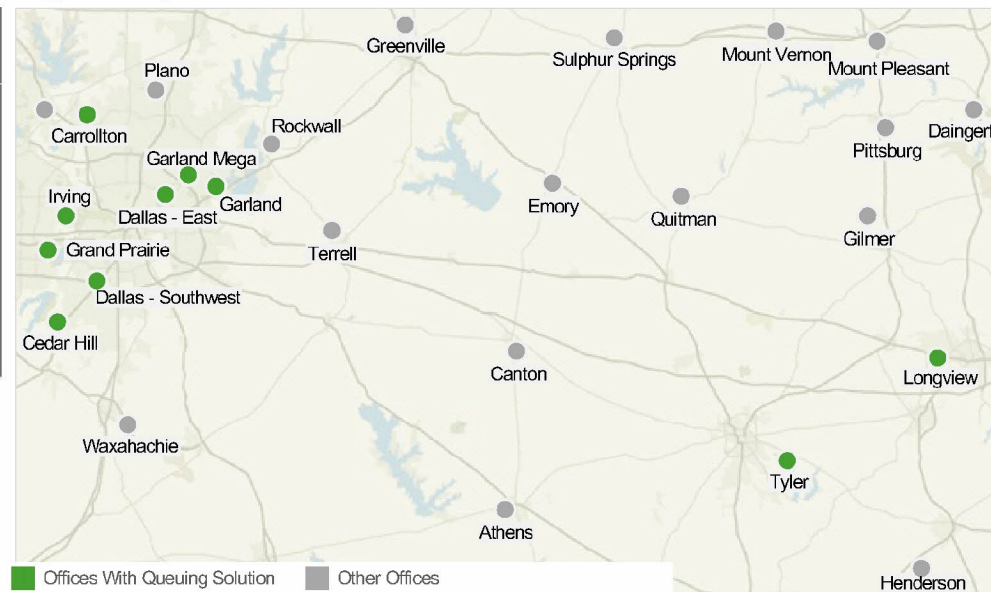 Greenville
Sulphur Springs
Mount Vernon
Mount Pleasant
Plano
Carrollton
Rockwall
Daingerf
Pittsburg
Garland Mega
Irving
Garland
Dallas - East
Emory
Quitman
Gilmer
Grand Prairie
Terrell
Dallas - Southwest
Cedar Hill
Canton
Longview
Waxahachie
Tyler
Athens
Offices With Queuing Solution
Other Offices
Henderson